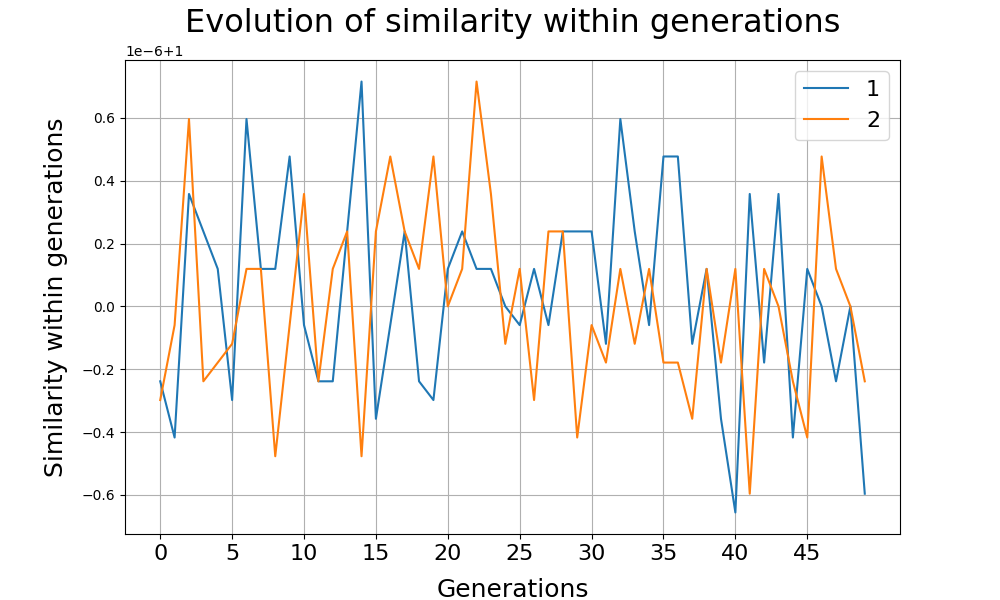 Evolution of similarity within generations
1e−6+1
1
2
0.6
0.4
0.2
0.0
−0.2
−0.4
−0.6
Similarity within generations
0 5 10 15 20 25 30 35 40 45
Generations